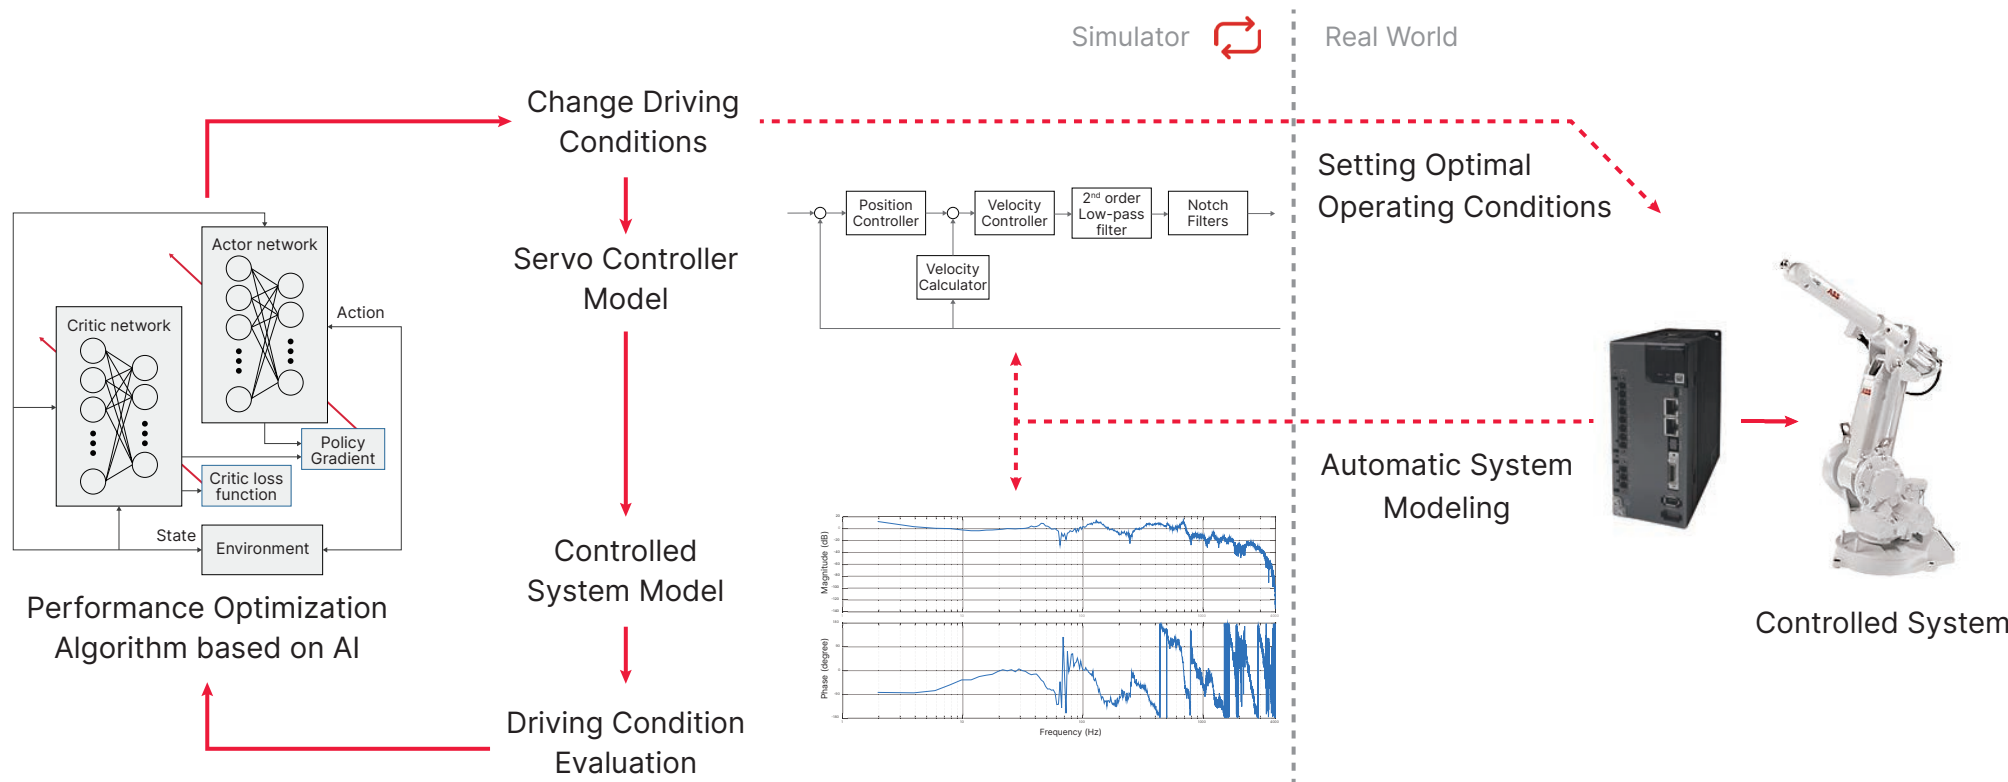 Simulator
Real World
Change Driving
Conditions
Setting Optimal
Operating Conditions
Position
Controller
Velocity
Controller
2nd order
Low-pass
filter
Notch
Filters
Velocity
Calculator
Servo Controller
Model
Actor network
Action
Critic network
Policy
Gradient
Critic loss
function
State
Environment
Performance Optimization
Algorithm based on AI
Controlled
System Model
Driving Condition
Evaluation
Automatic System
Modeling
ABB
ABB
Controlled System
Magnitude (dB)
Phase (degree)
Frequency (Hz)